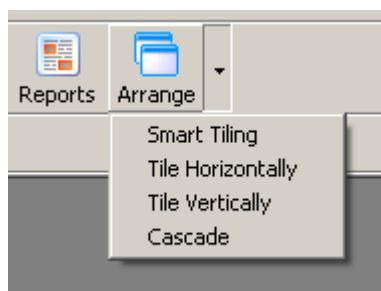 Reports Arrange
Smart Tiling
Tile Horizontally
Tile Vertically
Cascade